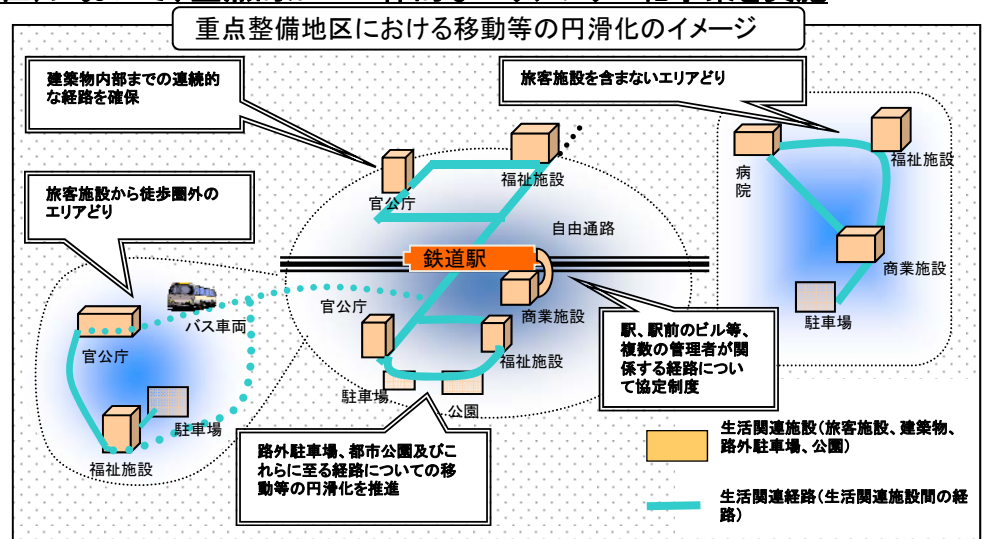 重点整備地区における移動等の円滑化のイメージ
建築物内部までの連続的
な経路を確保
旅客施設を含まないエリアどり
旅客施設から徒歩圏外の
エリアどり
官公庁
福祉施設
自由通路
鉄道駅
官公庁
商業施設
福祉施設
駐車場
公園
病
院
福祉施設
商業施設
駐車場
バス車両
官公庁
駐車場
福祉施設
駅、駅前のビル等、
複数の管理者が関
係する経路につい
て協定制度
路外駐車場、都市公園及びこ
れらに至る経路についての移
動等の円滑化を推進
生活関連施設(旅客施設、建築物、
路外駐車場、公園)
生活関連経路(生活関連施設間の経
路)